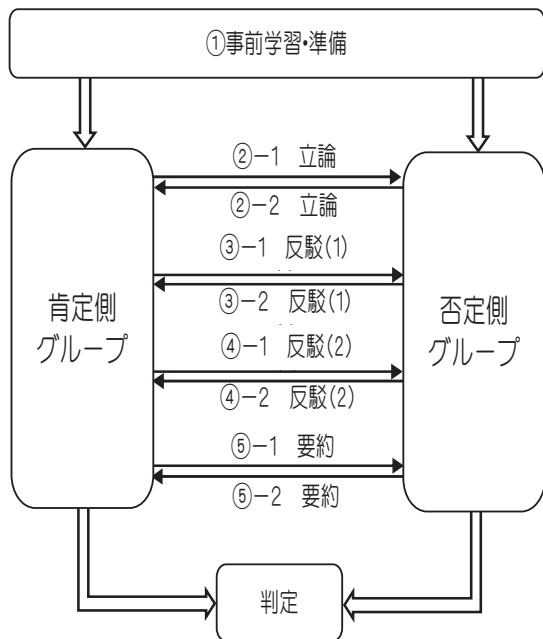 ①事前学習・準備
②−1 立論
②−2 立論
③−1 反駁(1)
③−2 反駁(1)
④−1 反駁(2)
④−2 反駁(2)
⑤−1 要約
⑤−2 要約
肯定側
グループ
否定側
グループ
判定